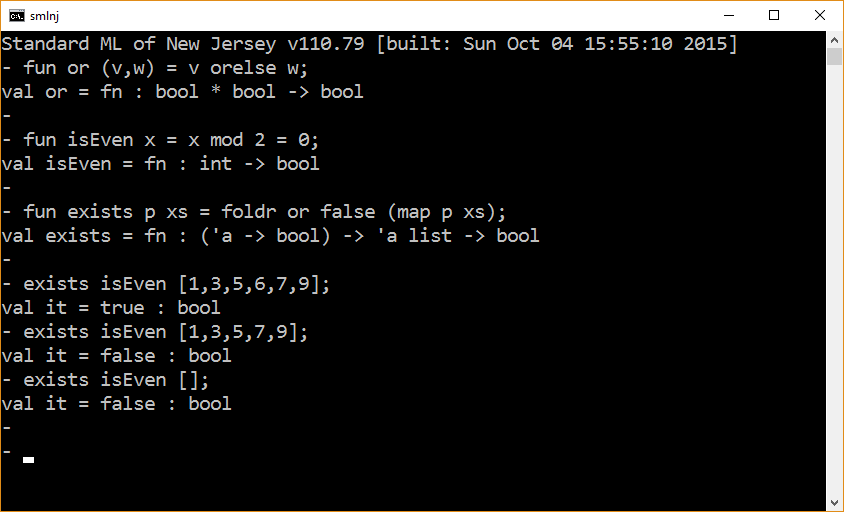 smlnj
Standard ML of New Jersey v110.79 [built: Sun Oct 04 15:55:10 2015]
- fun or (v,w) = v orelse w;
val or = fn : bool * bool -> bool
-
- fun isEven x = x mod 2 = 0;
val isEven = fn : int -> bool
-
- fun exists p xs = foldr or false (map p xs);
val exists = fn : ('a -> bool) -> 'a list -> bool
-
- exists isEven [1,3,5,6,7,9];
val it = true : bool
- exists isEven [1,3,5,7,9];
val it = false : bool
- exists isEven [];
val it = false : bool
-
-